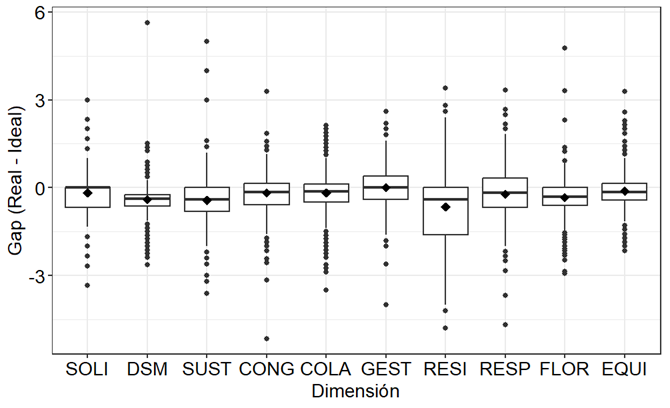 6
3
0
-3
Gap (Real - Ideal)
SOLI DSM SUST CONG COLA GEST RESI RESP FLOR EQUI
Dimensión